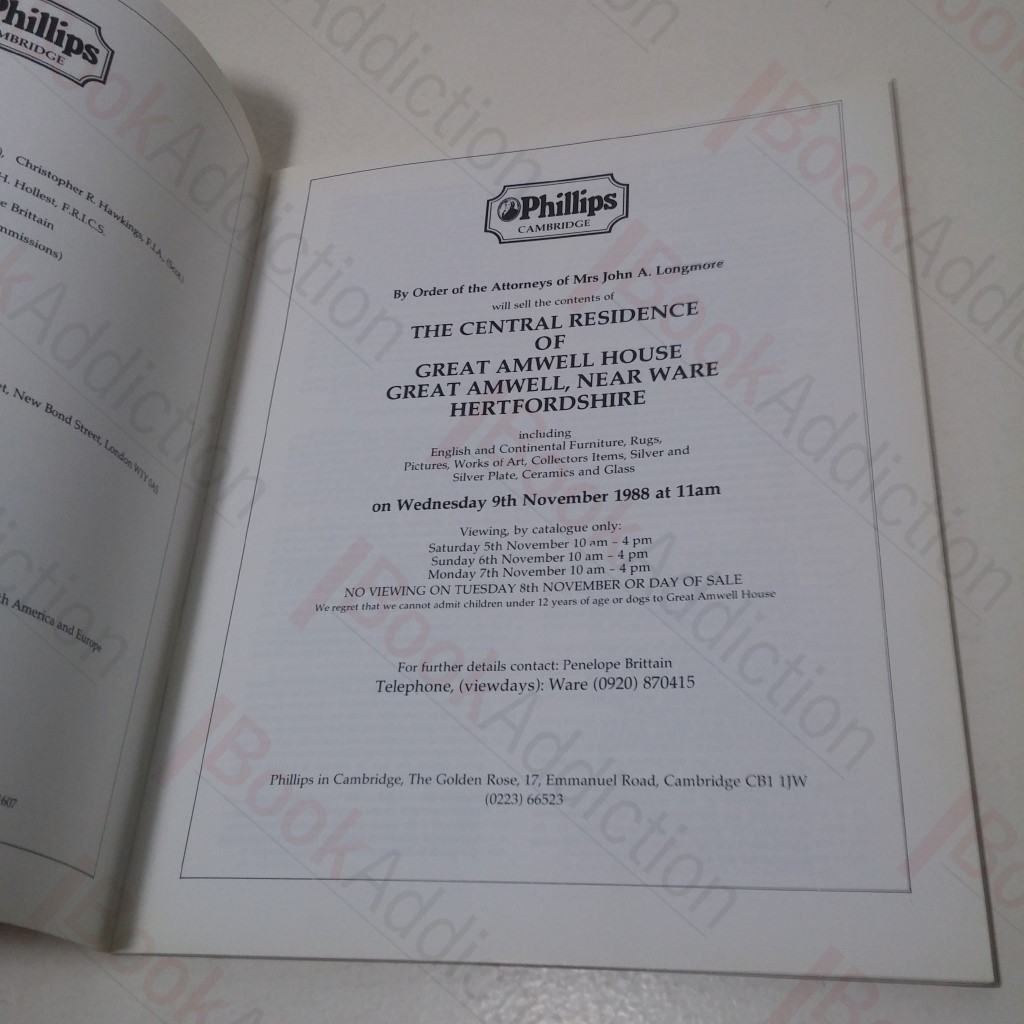 Phillips
CAMBRIDGE
Christopher R. Hawkings, F.I.A., (Scot.)
H. Hollest, F.R.I.C.S.
e Brittain
mmissions)
et, New Bond Street, London W1Y 0AS
th America and Europe
1607
Phillips
CAMBRIDGE
By Order of the Attorneys of Mrs John A. Longmore
will sell the contents of
THE CENTRAL RESIDENCE
OF
GREAT AMWELL HOUSE
GREAT AMWELL, NEAR WARE
HERTFORDSHIRE
including
English and Continental Furniture, Rugs,
Pictures, Works of Art, Collectors Items, Silver and
Silver Plate, Ceramics and Glass
on Wednesday 9th November 1988 at 11am
Viewing, by catalogue only:
Saturday 5th November 10 am – 4 pm
Sunday 6th November 10 am – 4 pm
Monday 7th November 10 am – 4 pm
NO VIEWING ON TUESDAY 8th NOVEMBER OR DAY OF SALE
We regret that we cannot admit children under 12 years of age or dogs to Great Amwell House
For further details contact: Penelope Brittain
Telephone, (viewdays): Ware (0920) 870415
Phillips in Cambridge, The Golden Rose, 17, Emmanuel Road, Cambridge CB1 1JW
(0223) 66523
BookAddiction